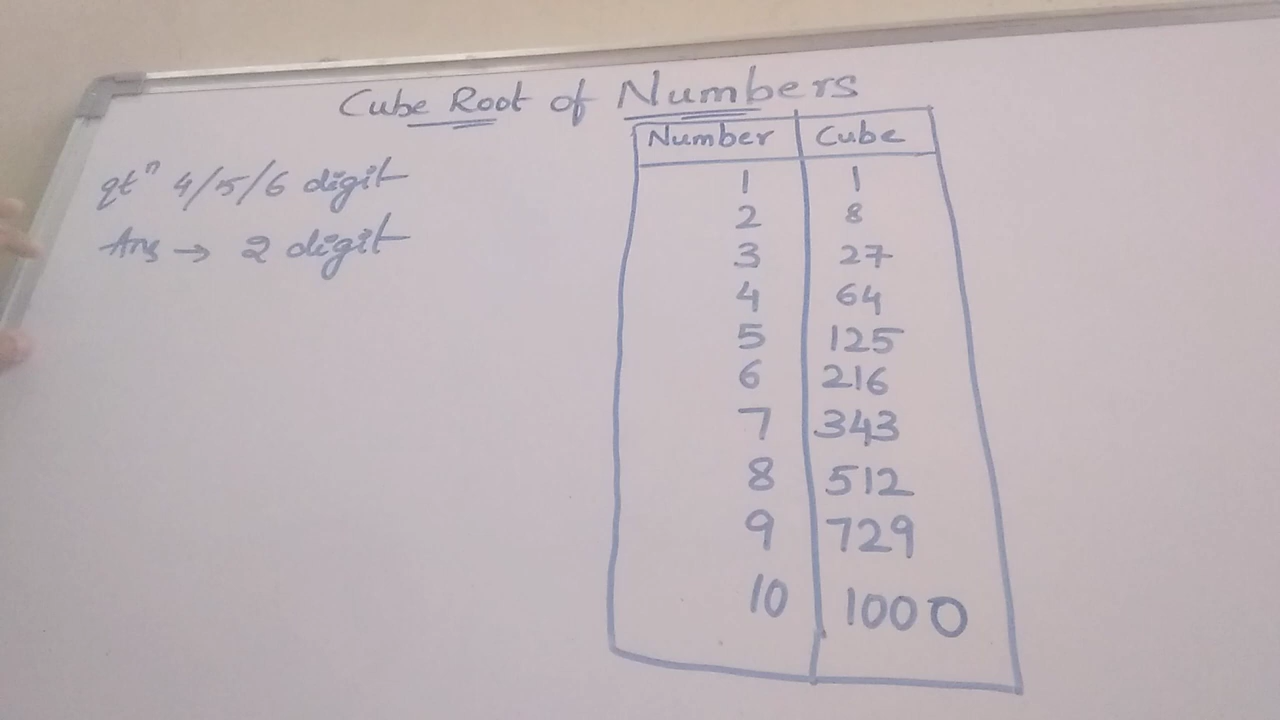 Cube Root of Numbers
qtⁿ 4/5/6 digit
Ans → 2 digit
Number Cube
1 1
2 8
3 27
4 64
5 125
6 216
7 343
8 512
9 729
10 1000